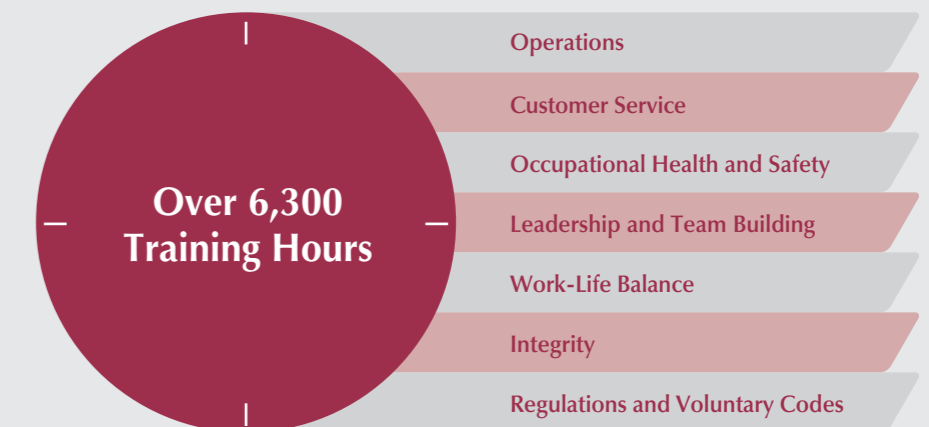 Over 6,300
Training Hours
Operations
Customer Service
Occupational Health and Safety
Leadership and Team Building
Work-Life Balance
Integrity
Regulations and Voluntary Codes